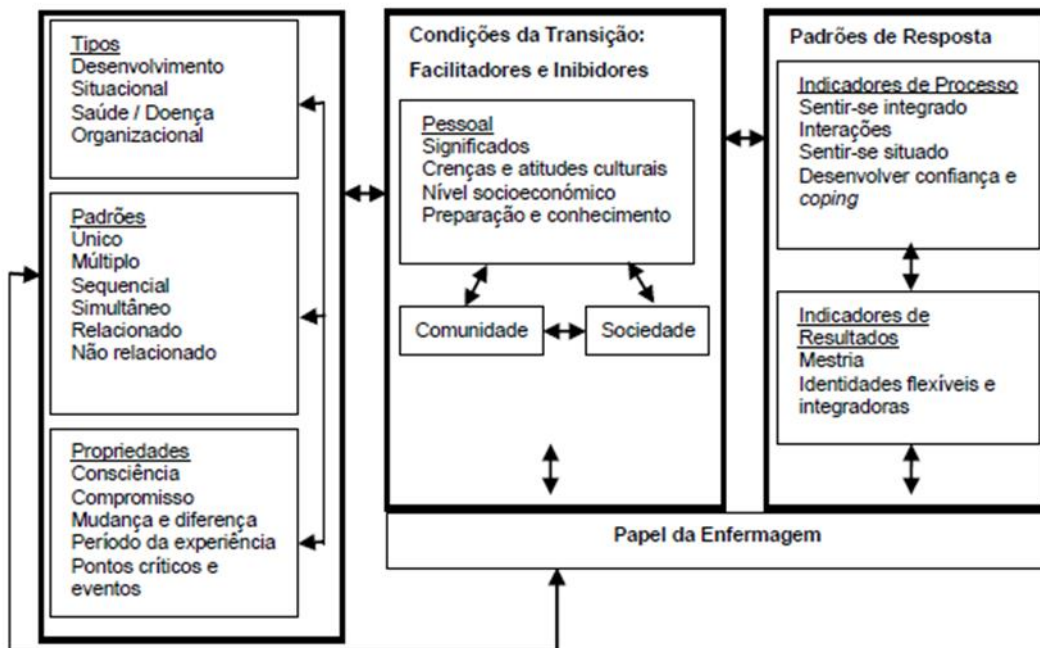 Tipos
Desenvolvimento
Situacional
Saúde / Doença
Organizacional
Padrões
Único
Múltiplo
Sequencial
Simultâneo
Relacionado
Não relacionado
Propriedades
Consciência
Compromisso
Mudança e diferença
Período da experiência
Pontos críticos e
eventos
Condições da Transição:
Facilitadores e Inibidores
Pessoal
Significados
Crenças e atitudes culturais
Nível socioeconómico
Preparação e conhecimento
Comunidade
Sociedade
Padrões de Resposta
Indicadores de Processo
Sentir-se integrado
Interações
Sentir-se situado
Desenvolver confiança e
coping
Indicadores de
Resultados
Mestria
Identidades flexíveis e
integradoras
Papel da Enfermagem